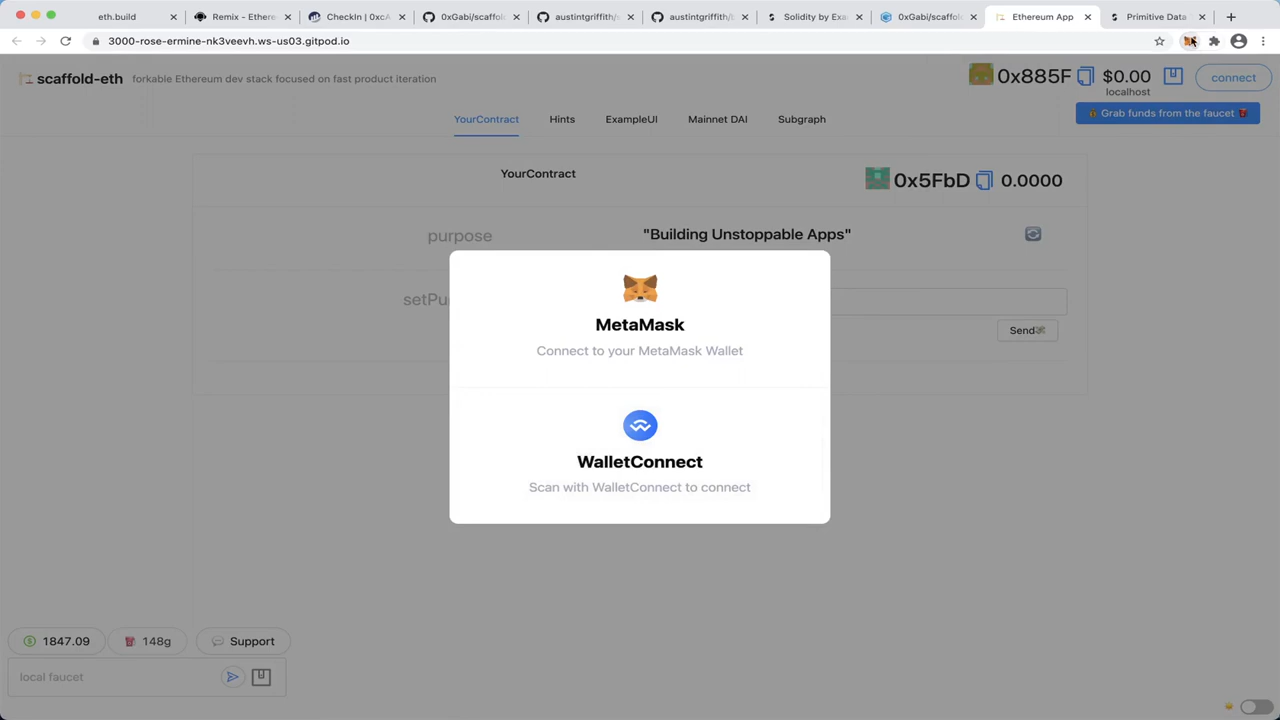 eth.build
Remix - Ethere
CheckIn | 0xcA
0xGabi/scaffol
austintgriffith/s
austintgriffith/
Solidity by Exa
0xGabi/scaffol
Ethereum App
Primitive Data
3000-rose-ermine-nk3veevh.ws-us03.gitpod.io
scaffold-eth forkable Ethereum dev stack focused on fast product iteration
0x885F $0.00
localhost
connect
Grab funds from the faucet
YourContract Hints ExampleUI Mainnet DAI Subgraph
YourContract
0x5FbD 0.0000
purpose "Building Unstoppable Apps"
setPu
Send
MetaMask
Connect to your MetaMask Wallet
WalletConnect
Scan with WalletConnect to connect
1847.09 148g Support
local faucet